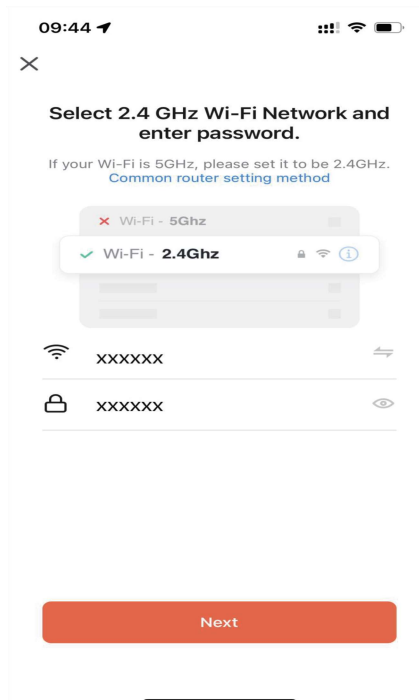 09:44
Select 2.4 GHz Wi-Fi Network and
enter password.
If your Wi-Fi is 5GHz, please set it to be 2.4GHz.
Common router setting method
Wi-Fi - 5Ghz
Wi-Fi - 2.4Ghz
xxxxxx
xxxxxx
Next